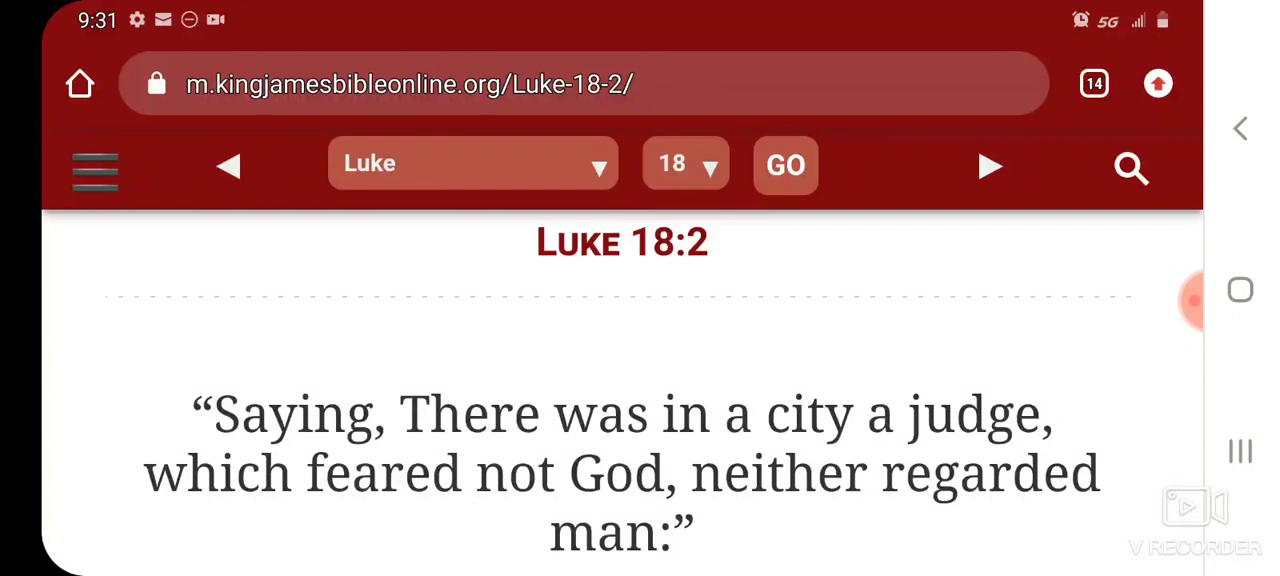 9:31 5G
m.kingjamesbibleonline.org/Luke-18-2/ 14
Luke 18 GO
LUKE 18:2
“Saying, There was in a city a judge,
which feared not God, neither regarded
man:”
V RECORDER